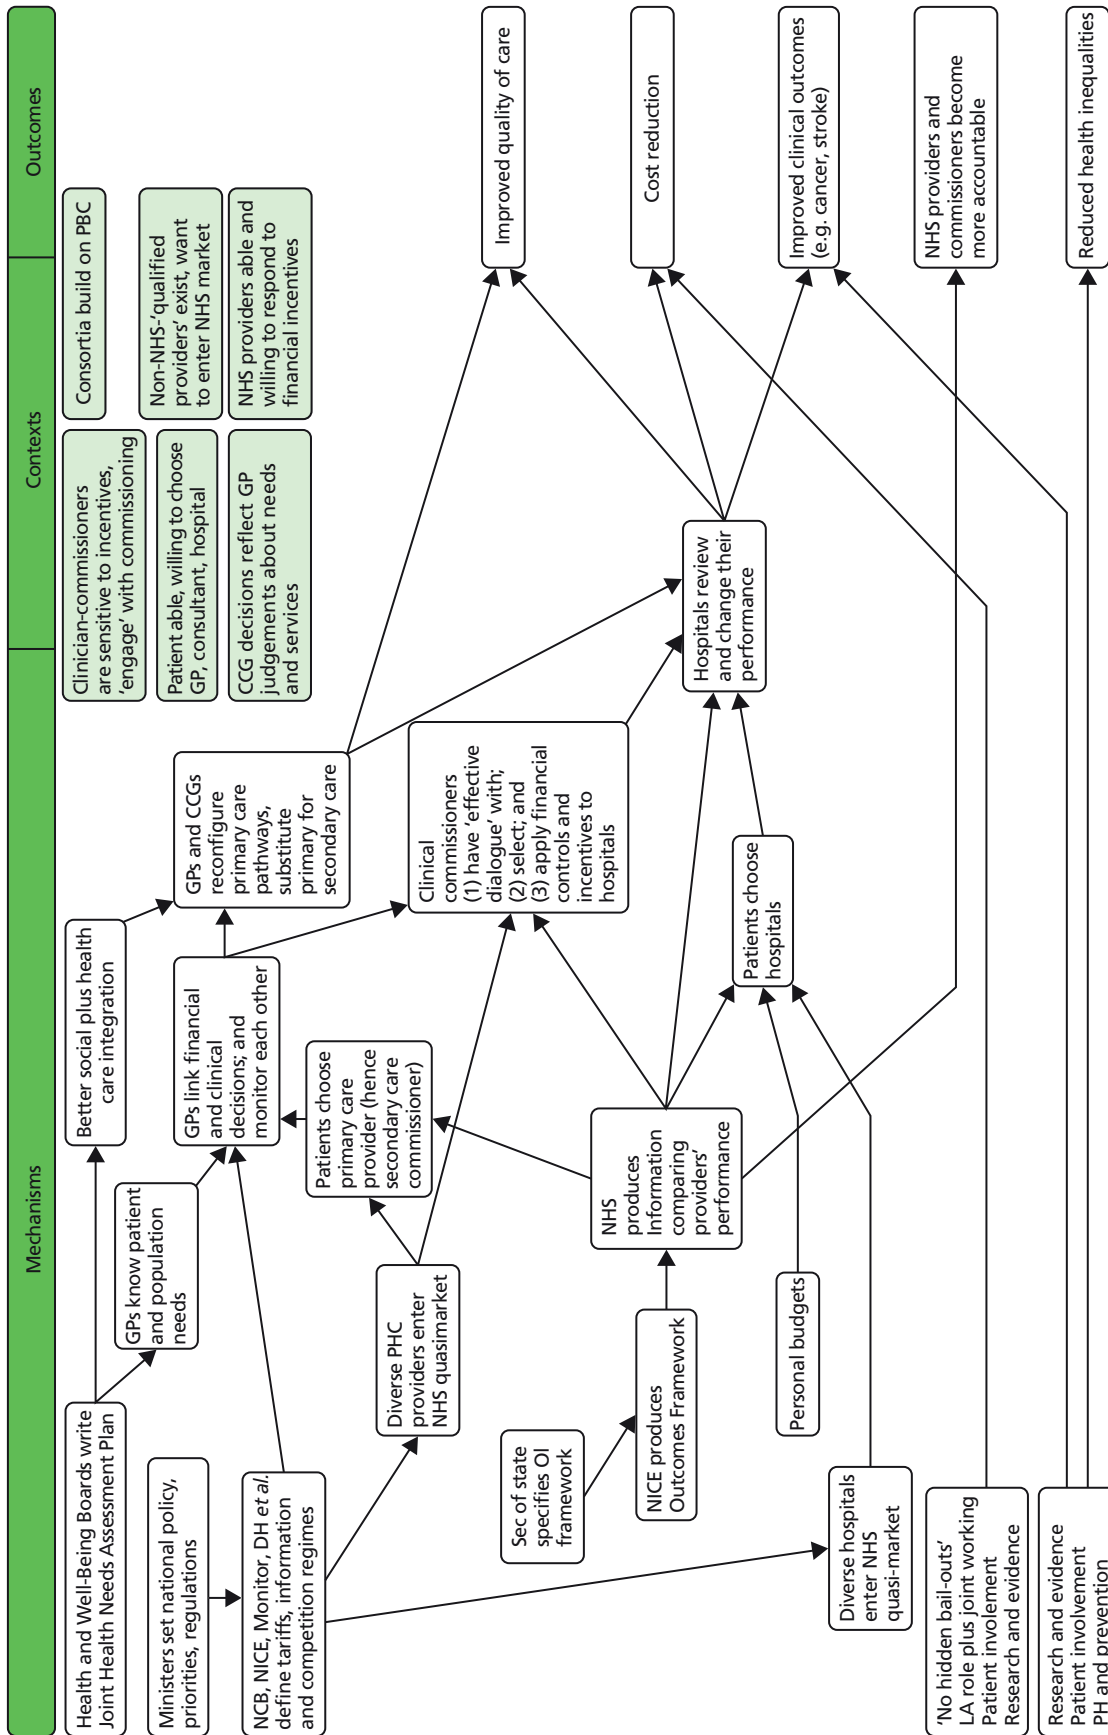 Mechanisms
Contexts
Outcomes
Health and Well-Being Boards write
Joint Health Needs Assessment Plan
Ministers set national policy,
priorities, regulations
NCB, NICE, Monitor, DH et al.
define tariffs, information
and competition regimes
GPs know patient
and population
needs
Better social plus health
care integration
GPs link financial
and clinical
decisions; and
monitor each other
Patients choose
primary care
provider (hence
secondary care
commissioner)
Diverse PHC
providers enter
NHS quasimarket
GPs and CCGs
reconfigure
primary care
pathways,
substitute
primary for
secondary care
Clinical
commissioners
(1) have ‘effective
dialogue’ with;
(2) select; and
(3) apply financial
controls and
incentives to
hospitals
Sec of state
specifies OI
framework
NICE produces
Outcomes Framework
NHS
produces
Information
comparing
providers’
performance
Personal budgets
Diverse hospitals
enter NHS
quasi-market
Patients choose
hospitals
Hospitals review
and change their
performance
‘No hidden bail-outs’
LA role plus joint working
Patient involement
Research and evidence
Research and evidence
Patient involvement
PH and prevention
Clinician-commissioners
are sensitive to incentives,
‘engage’ with commissioning
Patient able, willing to choose
GP, consultant, hospital
CCG decisions reflect GP
judgements about needs
and services
Consortia build on PBC
Non-NHS-‘qualified
providers’ exist, want
to enter NHS market
NHS providers able and
willing to respond to
financial incentives
Improved quality of care
Cost reduction
Improved clinical outcomes
(e.g. cancer, stroke)
NHS providers and
commissioners become
more accountable
Reduced health inequalities